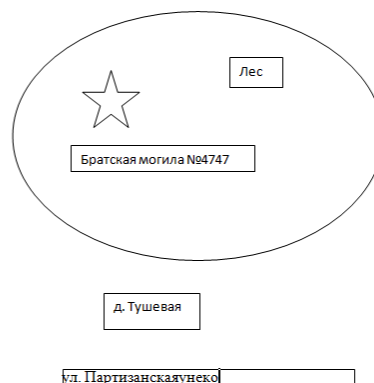 Лес
Братская могила №4747
д. Тушевая
ул. Партизанскаяунеко